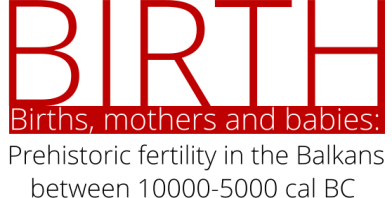 BIRTH
Births, mothers and babies:
Prehistoric fertility in the Balkans
between 10000-5000 cal BC